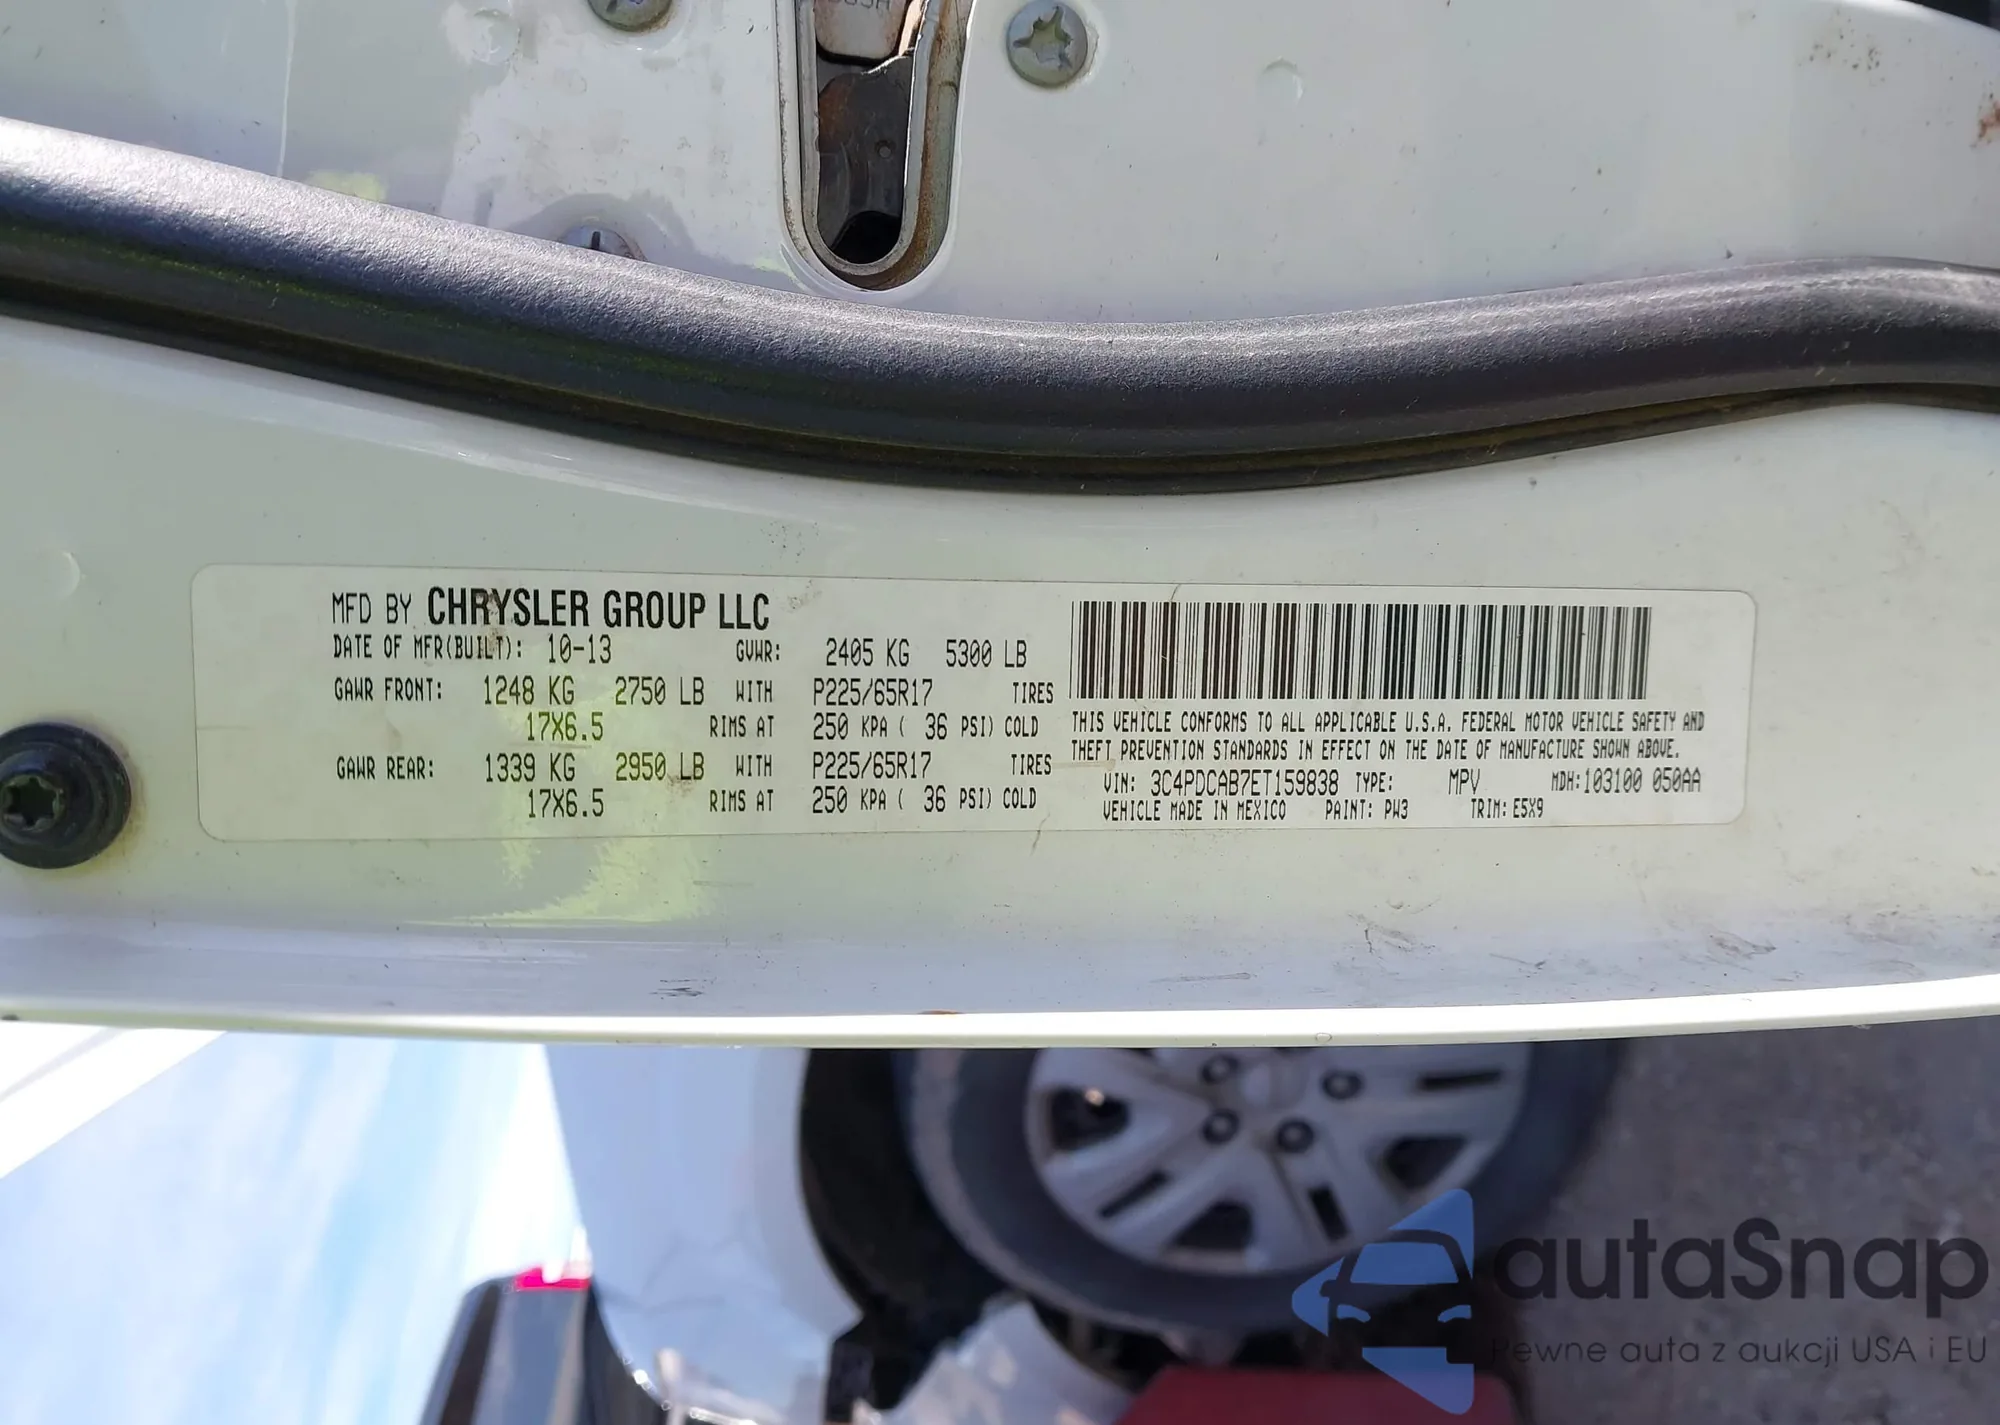 MFD BY CHRYSLER GROUP LLC
DATE OF MFR(BUILT): 10-13 GVWR: 2405 KG 5300 LB
GAWR FRONT: 1248 KG 2750 LB WITH P225/65R17 TIRES
17X6.5 RIMS AT 250 KPA ( 36 PSI) COLD
GAWR REAR: 1339 KG 2950 LB WITH P225/65R17 TIRES
17X6.5 RIMS AT 250 KPA ( 36 PSI) COLD
THIS VEHICLE CONFORMS TO ALL APPLICABLE U.S.A. FEDERAL MOTOR VEHICLE SAFETY AND
THEFT PREVENTION STANDARDS IN EFFECT ON THE DATE OF MANUFACTURE SHOWN ABOVE.
VIN: 3C4PDCAB7ET159838 TYPE: MPV MDH:103100 050AA
VEHICLE MADE IN MEXICO PAINT: PW3 TRIM: E5X9
autaSnap
Pewne auta z aukcji USA i EU